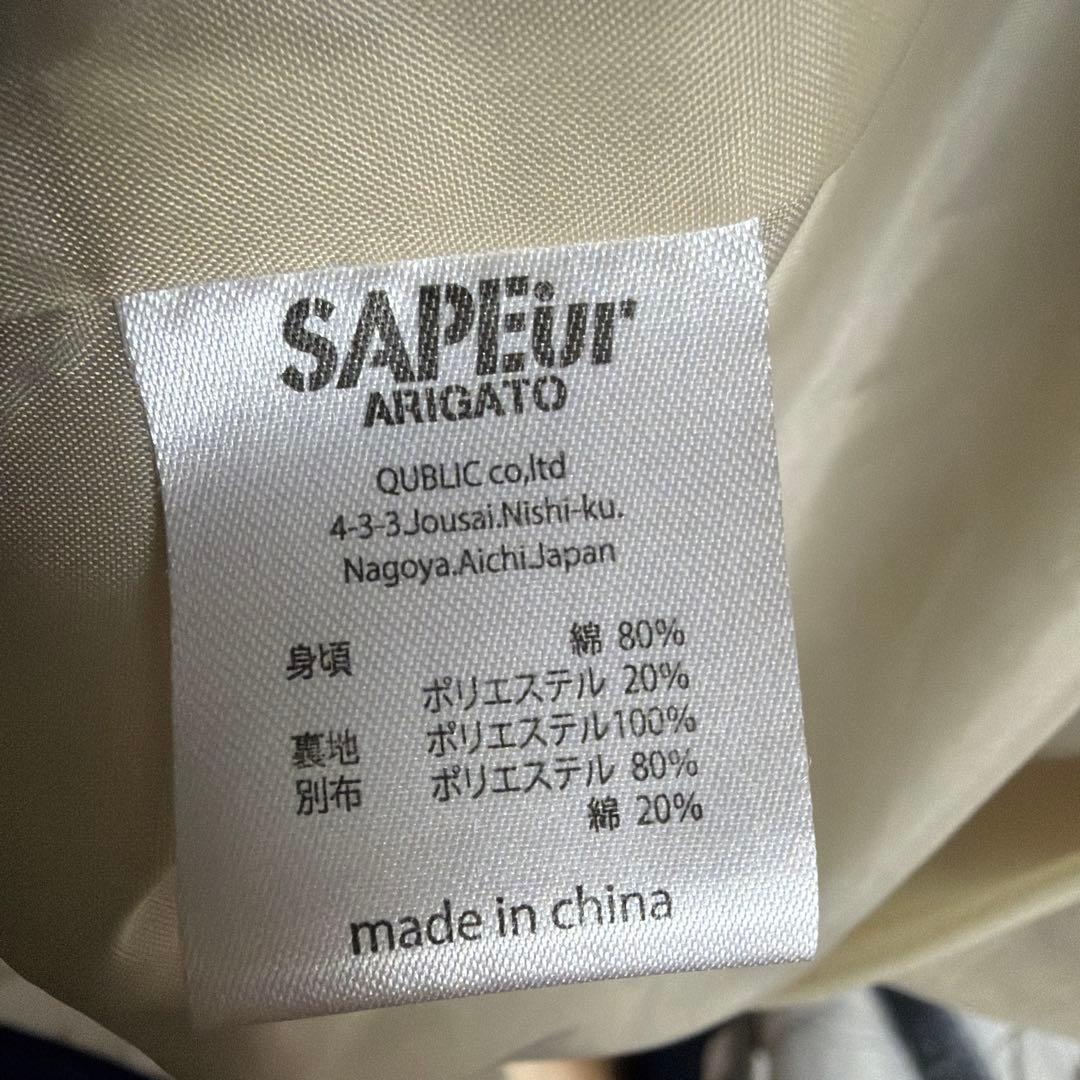 SAPEur
ARIGATO
QUBLIC co,ltd
4-3-3.Jousai.Nishi-ku.
Nagoya.Aichi.Japan
身頃 綿 80%
ポリエステル 20%
裏地 ポリエステル100%
別布 ポリエステル 80%
綿 20%
made in china